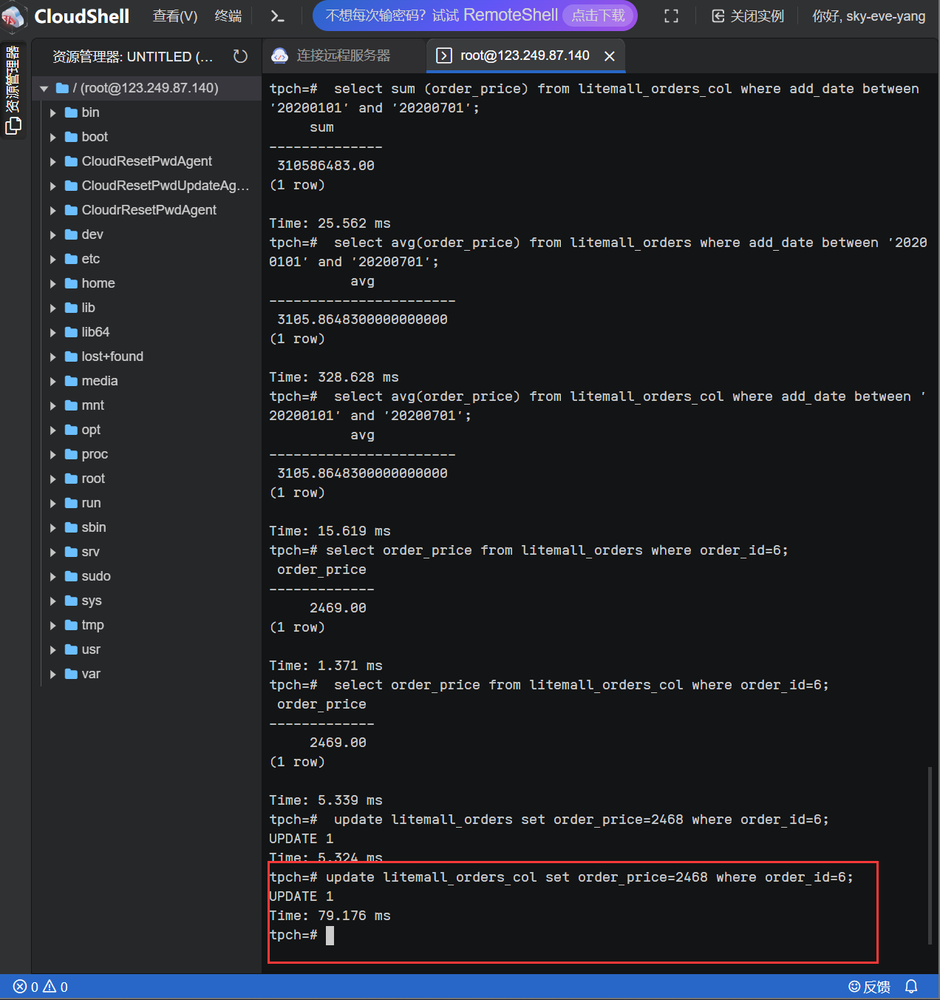 CloudShell 查看(V) 终端 不想每次输密码？试试 RemoteShell 点击下载 关闭实例 你好, sky-eve-yang
资源管理器
资源管理器: UNTITLED (...
/ (root@123.249.87.140)
bin
boot
CloudResetPwdAgent
CloudResetPwdUpdateAg...
CloudrResetPwdAgent
dev
etc
home
lib
lib64
lost+found
media
mnt
opt
proc
root
run
sbin
srv
sudo
sys
tmp
usr
var
连接远程服务器 root@123.249.87.140
tpch=#  select sum (order_price) from litemall_orders_col where add_date between
'20200101' and '20200701';
     sum
--------------
 310586483.00
(1 row)
Time: 25.562 ms
tpch=#  select avg(order_price) from litemall_orders where add_date between '2020
0101' and '20200701';
          avg
-----------------------
 3105.8648300000000000
(1 row)
Time: 328.628 ms
tpch=#  select avg(order_price) from litemall_orders_col where add_date between '
20200101' and '20200701';
          avg
-----------------------
 3105.8648300000000000
(1 row)
Time: 15.619 ms
tpch=# select order_price from litemall_orders where order_id=6;
 order_price
-------------
     2469.00
(1 row)
Time: 1.371 ms
tpch=#  select order_price from litemall_orders_col where order_id=6;
 order_price
-------------
     2469.00
(1 row)
Time: 5.339 ms
tpch=#  update litemall_orders set order_price=2468 where order_id=6;
UPDATE 1
Time: 5.324 ms
tpch=# update litemall_orders_col set order_price=2468 where order_id=6;
UPDATE 1
Time: 79.176 ms
tpch=#
0 0 反馈